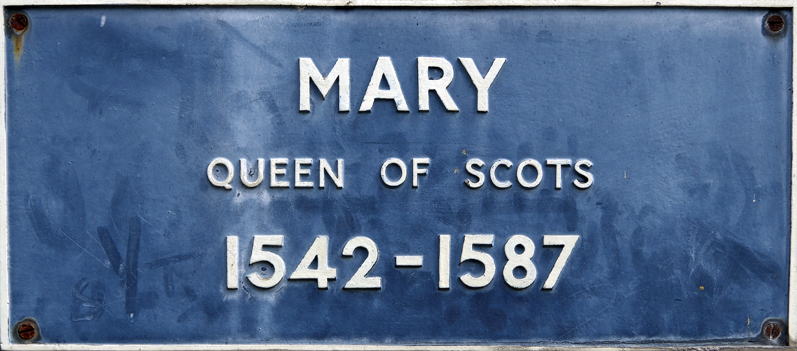 MARY
QUEEN OF SCOTS
1542-1587